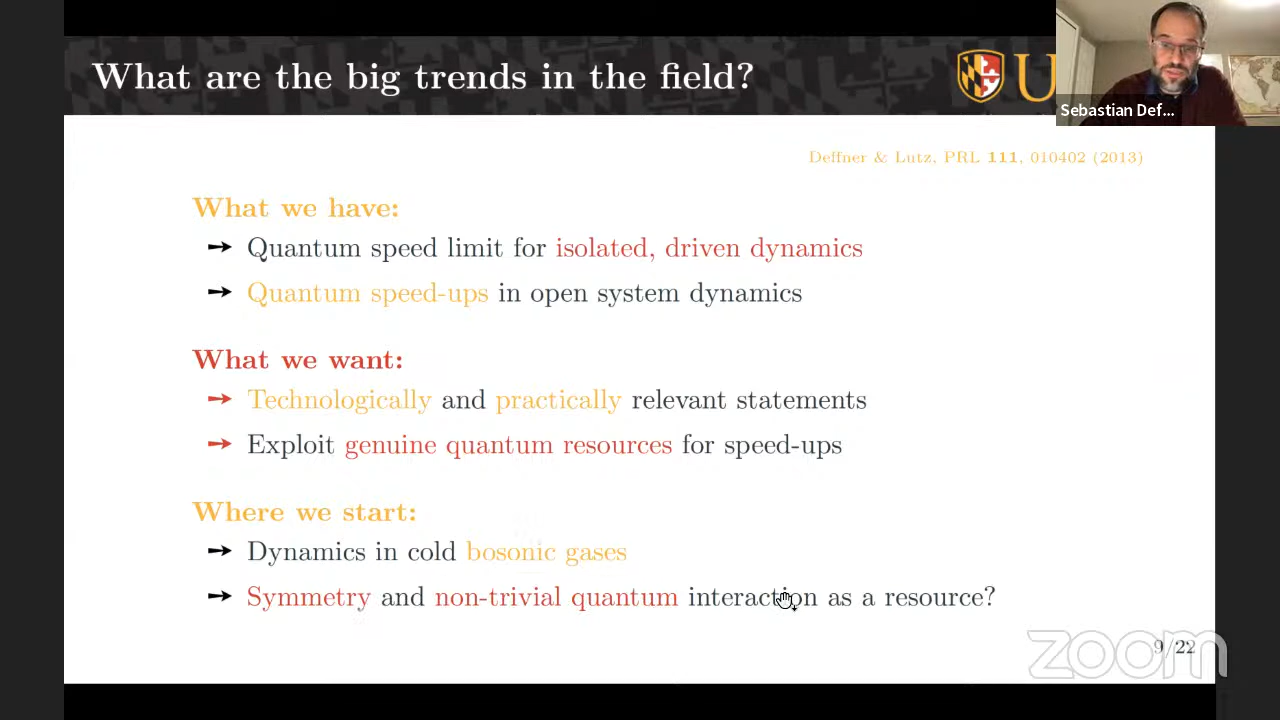 What are the big trends in the field?
U
Sebastian Def...
Deffner & Lutz, PRL 111, 010402 (2013)
What we have:
➙ Quantum speed limit for isolated, driven dynamics
➙ Quantum speed-ups in open system dynamics
What we want:
➙ Technologically and practically relevant statements
➙ Exploit genuine quantum resources for speed-ups
Where we start:
➙ Dynamics in cold bosonic gases
➙ Symmetry and non-trivial quantum interaction as a resource?
9/22
zoom